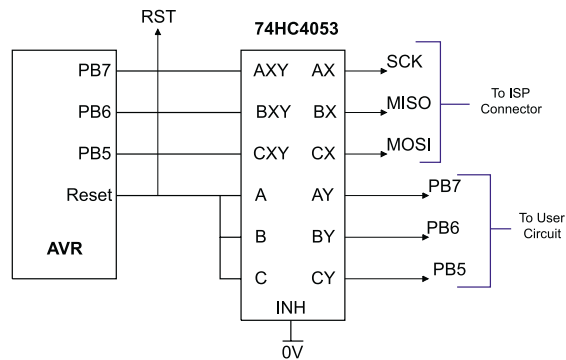 RST
74HC4053
PB7 AXY AX SCK
PB6 BXY BX MISO
To ISP
Connector
PB5 CXY CX MOSI
Reset A AY PB7
AVR B BY PB6
To User
Circuit
C CY PB5
INH
0V